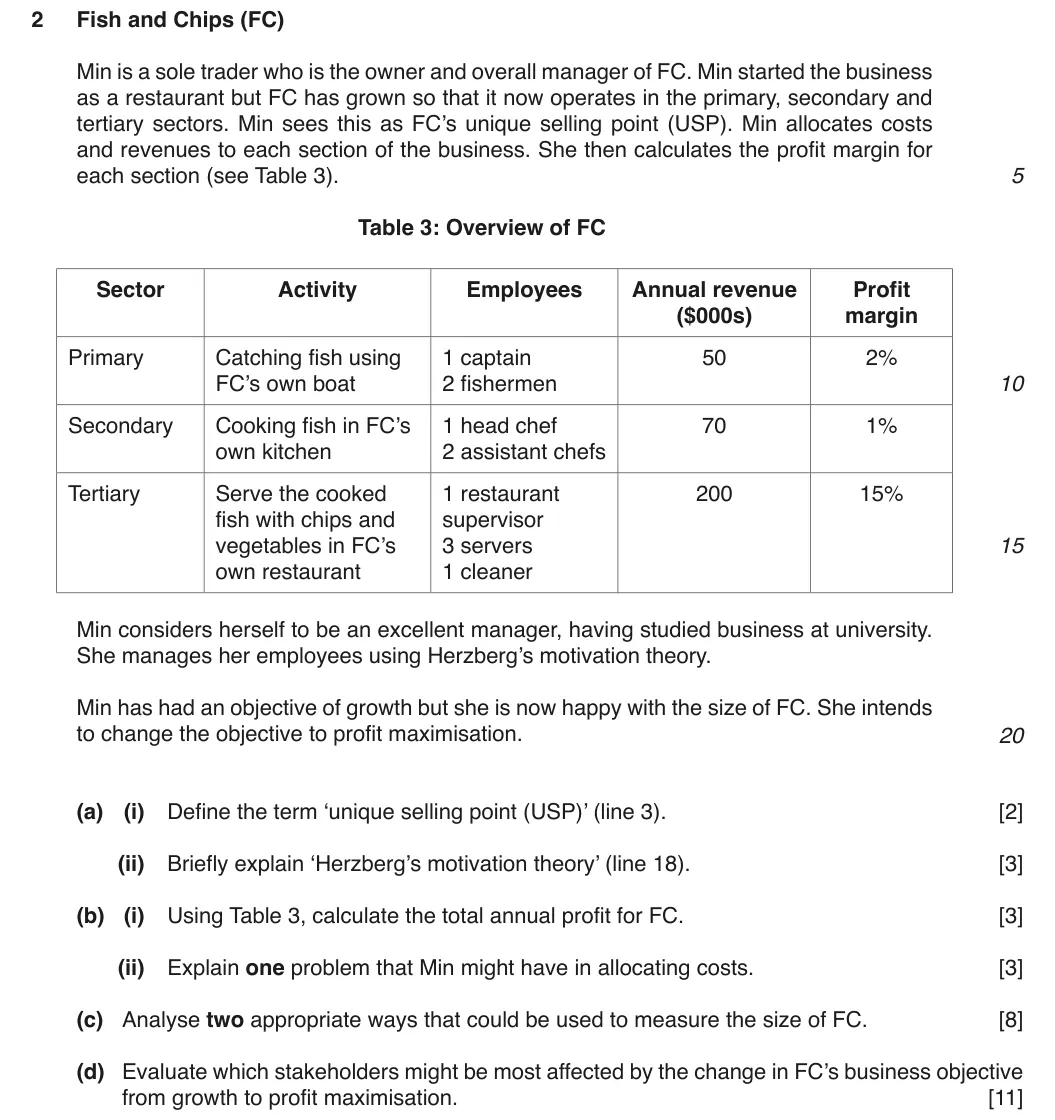 2 Fish and Chips (FC)
Min is a sole trader who is the owner and overall manager of FC. Min started the business
as a restaurant but FC has grown so that it now operates in the primary, secondary and
tertiary sectors. Min sees this as FC’s unique selling point (USP). Min allocates costs
and revenues to each section of the business. She then calculates the profit margin for
each section (see Table 3). 5
Table 3: Overview of FC
Sector Activity Employees Annual revenue Profit
($000s) margin
Primary Catching fish using 1 captain 50 2%
FC’s own boat 2 fishermen 10
Secondary Cooking fish in FC’s 1 head chef 70 1%
own kitchen 2 assistant chefs
Tertiary Serve the cooked 1 restaurant 200 15%
fish with chips and supervisor
vegetables in FC’s 3 servers 15
own restaurant 1 cleaner
Min considers herself to be an excellent manager, having studied business at university.
She manages her employees using Herzberg’s motivation theory.
Min has had an objective of growth but she is now happy with the size of FC. She intends
to change the objective to profit maximisation. 20
(a) (i) Define the term ‘unique selling point (USP)’ (line 3). [2]
(ii) Briefly explain ‘Herzberg’s motivation theory’ (line 18). [3]
(b) (i) Using Table 3, calculate the total annual profit for FC. [3]
(ii) Explain one problem that Min might have in allocating costs. [3]
(c) Analyse two appropriate ways that could be used to measure the size of FC. [8]
(d) Evaluate which stakeholders might be most affected by the change in FC’s business objective
from growth to profit maximisation. [11]